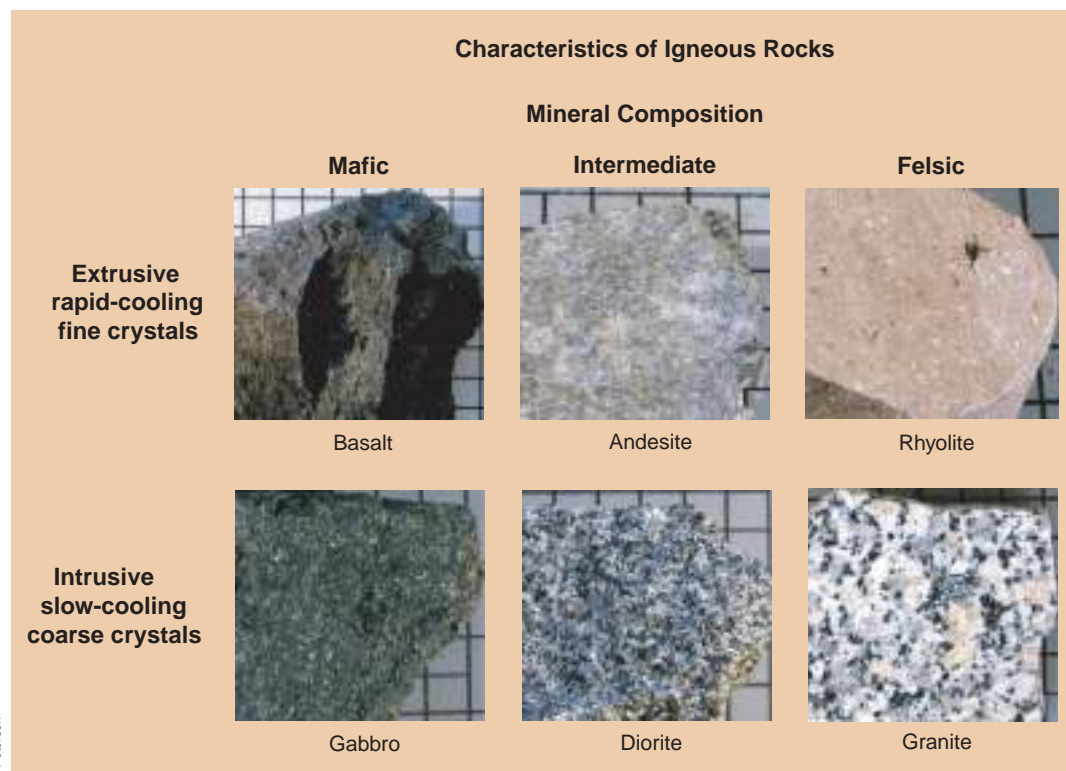 Characteristics of Igneous Rocks
Mineral Composition
Mafic
Intermediate
Felsic
Extrusive
rapid-cooling
fine crystals
Basalt
Andesite
Rhyolite
Intrusive
slow-cooling
coarse crystals
Gabbro
Diorite
Granite